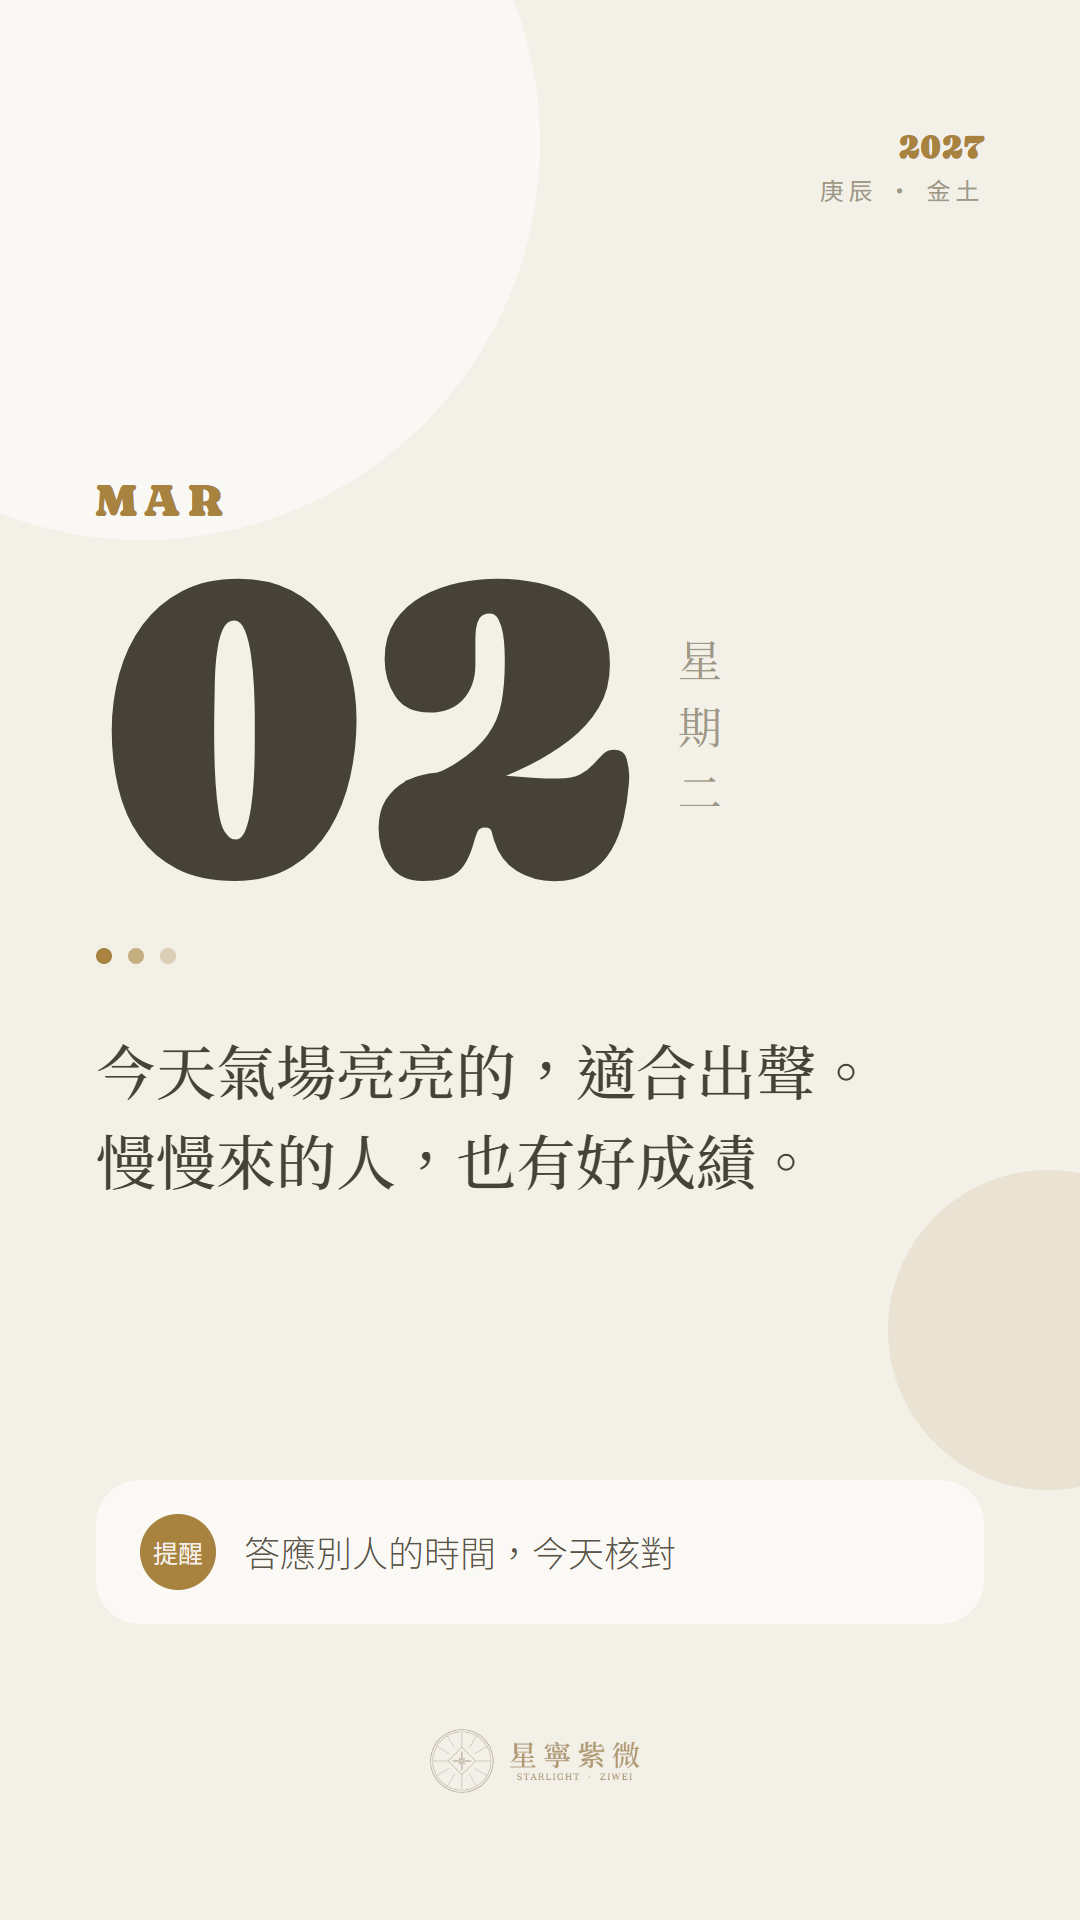 2027
庚辰 · 金土
MAR
02
星期二
今天氣場亮亮的，適合出聲。
慢慢來的人，也有好成績。
提醒
答應別人的時間，今天核對
星寧紫微
STARLIGHT · ZIWEI